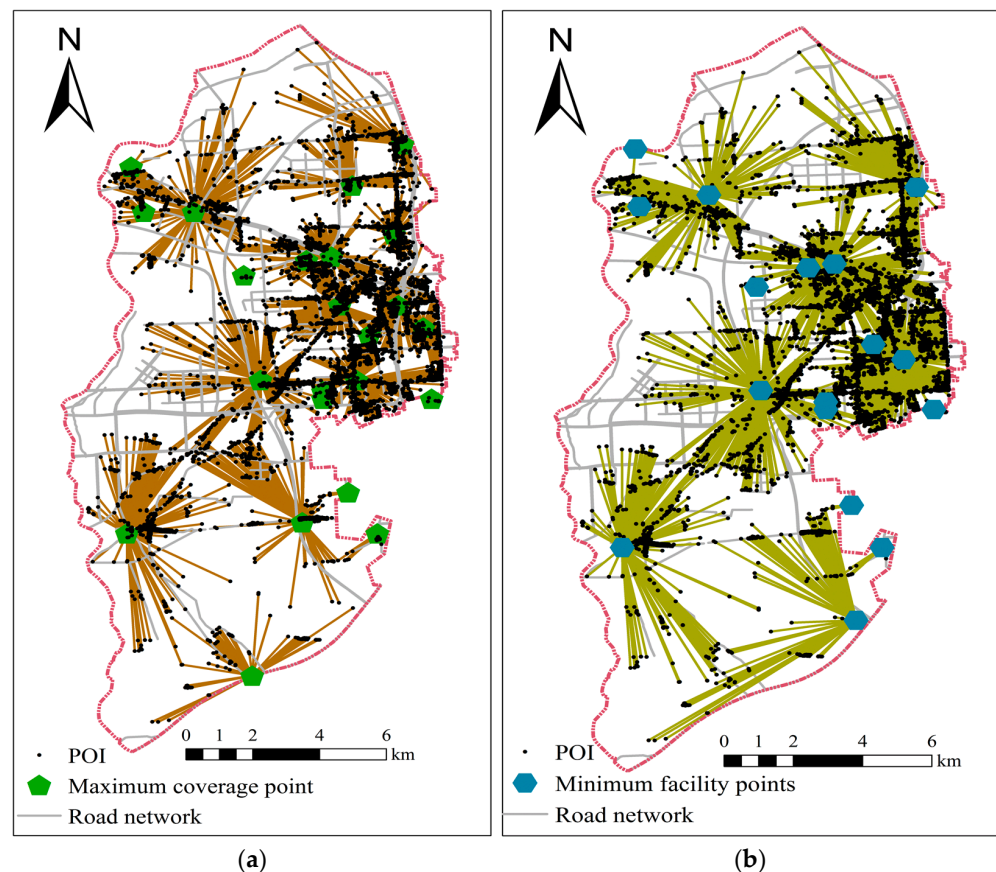 N
0 2 4 6
km
POI
Maximum coverage point
Road network
(a)
N
0 1 2 4 6
km
POI
Minimum facility points
Road network
(b)